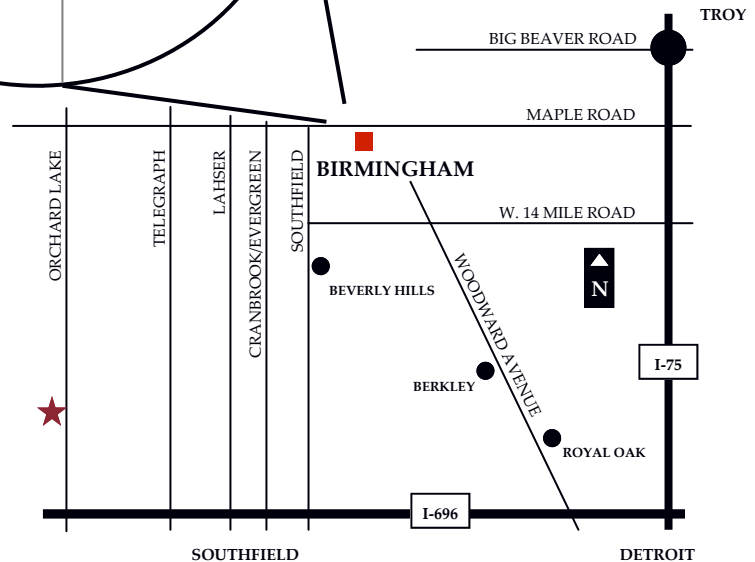 TROY
BIG BEAVER ROAD
MAPLE ROAD
ORCHARD LAKE
TELEGRAPH
LAHSER
CRANBROOK/EVERGREEN
SOUTHFIELD
BIRMINGHAM
W. 14 MILE ROAD
WOODWARD AVENUE
N
BEVERLY HILLS
I-75
BERKLEY
ROYAL OAK
I-696
SOUTHFIELD
DETROIT